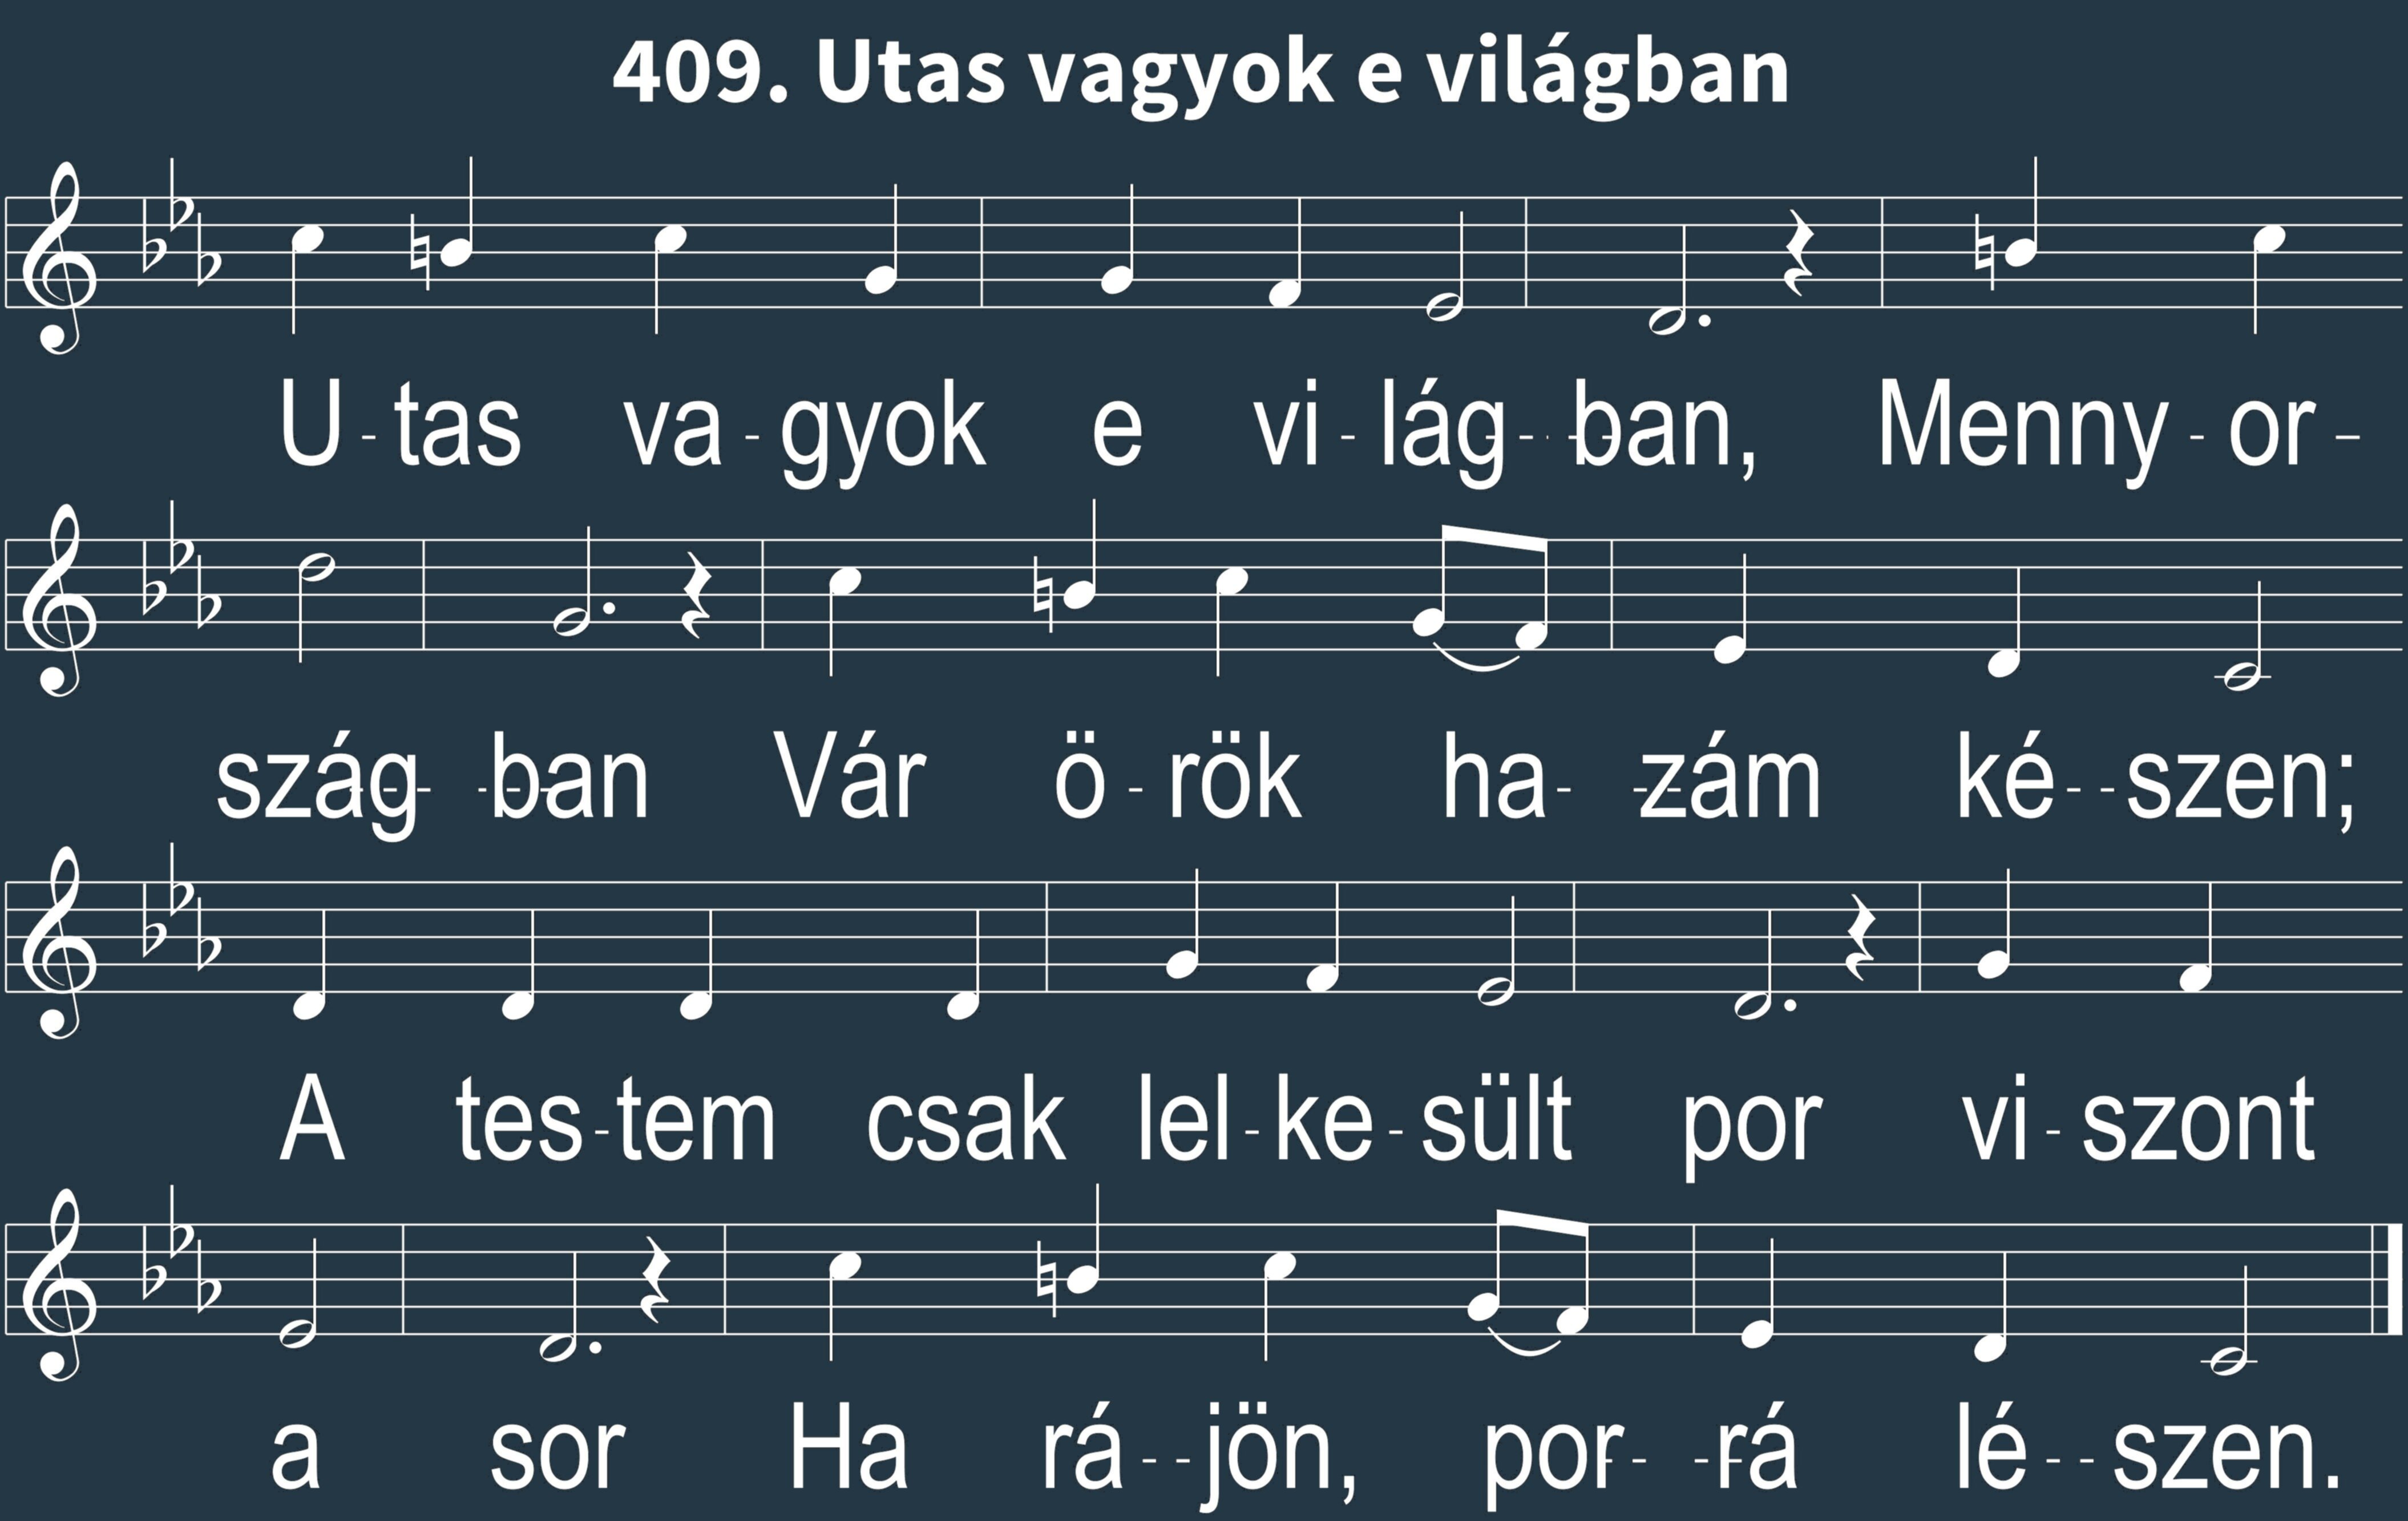 409. Utas vagyok e világban
U-tas va-gyok e vi-lág--ban, Menny-or-
szág--ban Vár ö-rök ha--zám ké--szen;
A tes-tem csak lel-ke-sült por vi-szont
a sor Ha rá--jön, por--rá lé--szen.